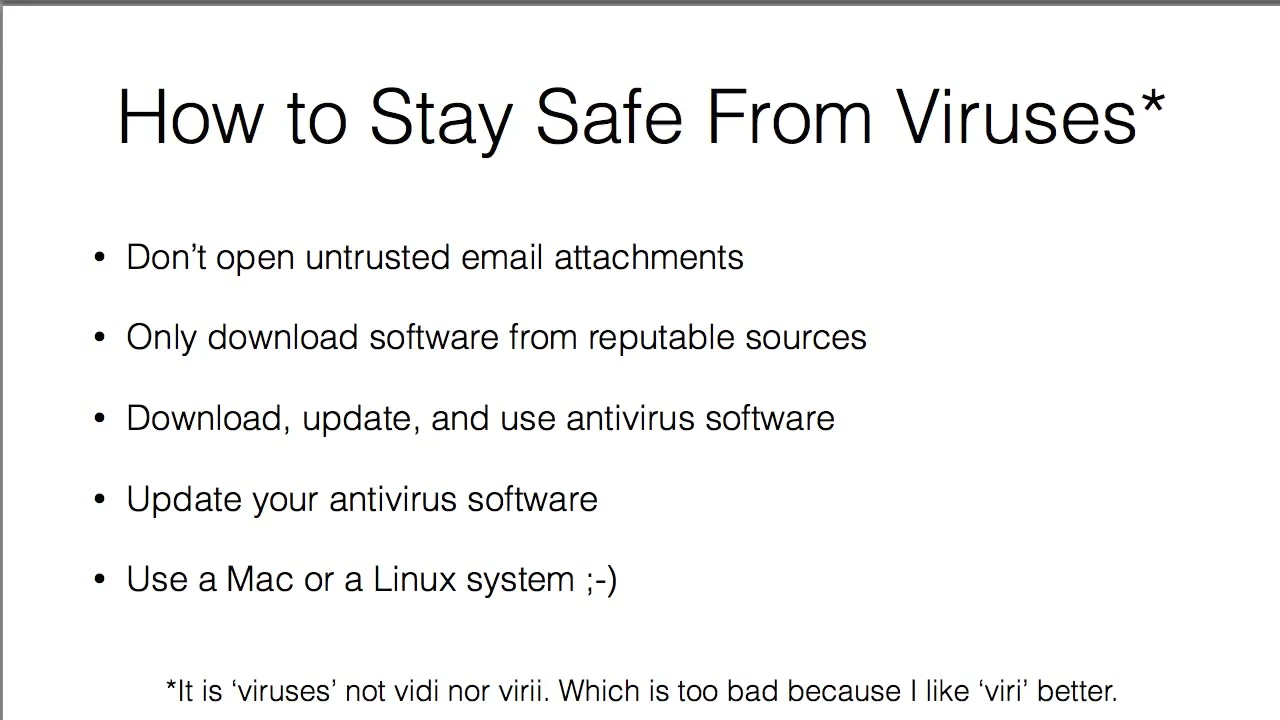 How to Stay Safe From Viruses*
• Don’t open untrusted email attachments
• Only download software from reputable sources
• Download, update, and use antivirus software
• Update your antivirus software
• Use a Mac or a Linux system ;-)
*It is ‘viruses’ not vidi nor virii. Which is too bad because I like ‘viri’ better.